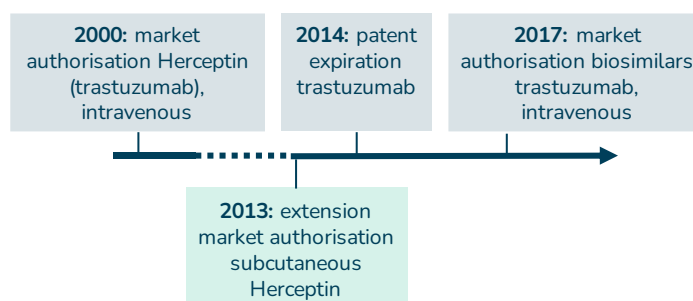 2000: market
authorisation Herceptin
(trastuzumab),
intravenous
2014: patent
expiration
trastuzumab
2017: market
authorisation biosimilars
trastuzumab,
intravenous
2013: extension
market authorisation
subcutaneous
Herceptin